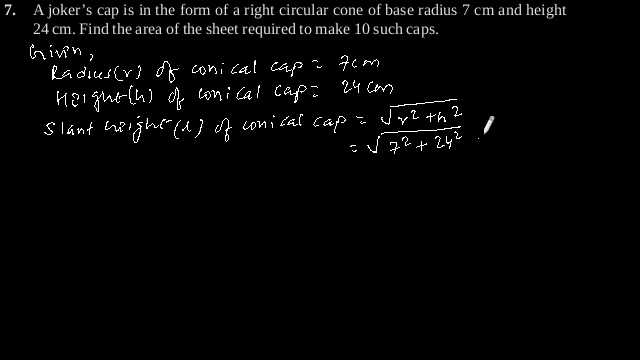 7. A joker's cap is in the form of a right circular cone of base radius 7 cm and height
24 cm. Find the area of the sheet required to make 10 such caps.
Given,
Radius(r) of conical cap = 7cm
Height(h) of conical cap = 24cm
Slant height(l) of conical cap = √r² + h²
= √7² + 24²